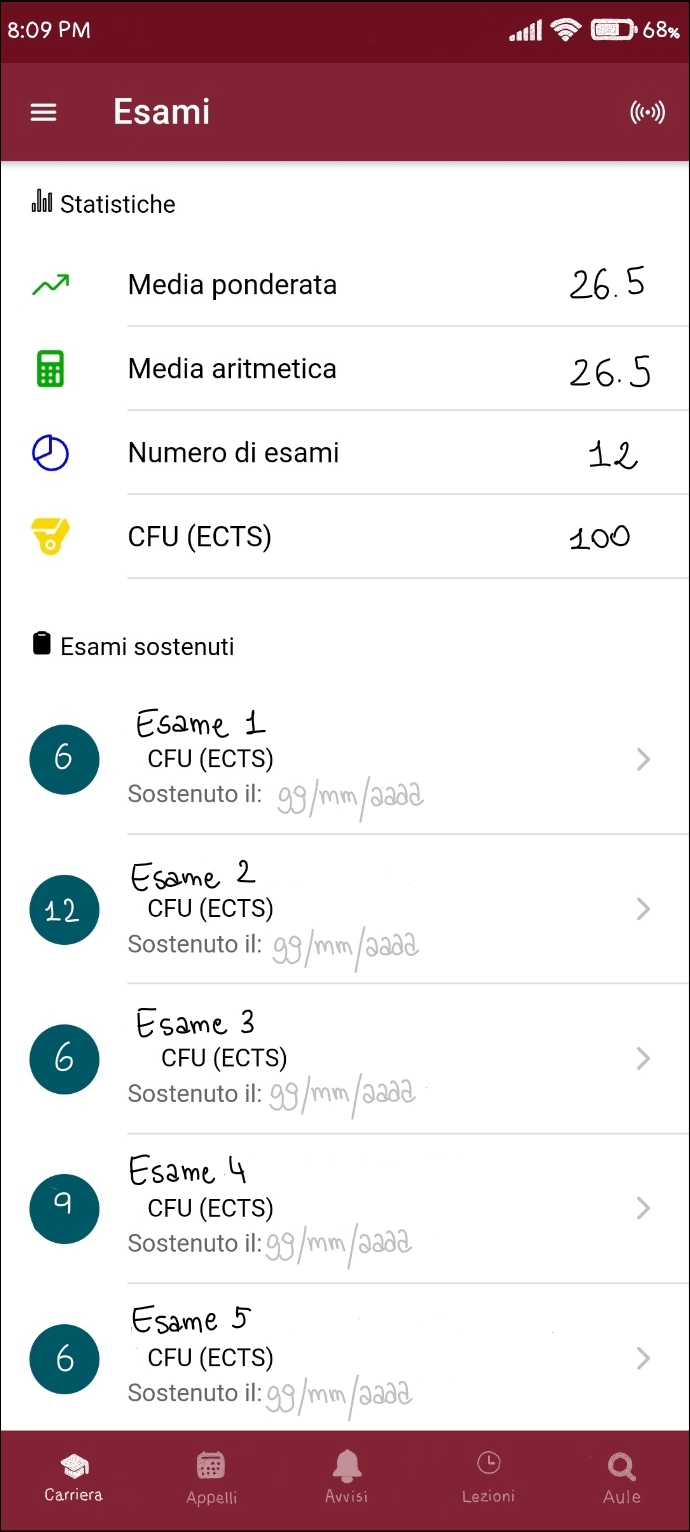 8:09 PM 68%
Esami
Statistiche
Media ponderata 26.5
Media aritmetica 26.5
Numero di esami 12
CFU (ECTS) 100
Esami sostenuti
Esame 1
6 CFU (ECTS)
Sostenuto il: gg/mm/aaaa
Esame 2
12 CFU (ECTS)
Sostenuto il: gg/mm/aaaa
Esame 3
6 CFU (ECTS)
Sostenuto il: gg/mm/aaaa
Esame 4
9 CFU (ECTS)
Sostenuto il: gg/mm/aaaa
Esame 5
6 CFU (ECTS)
Sostenuto il: gg/mm/aaaa
Carriera Appelli Avvisi Lezioni Aule